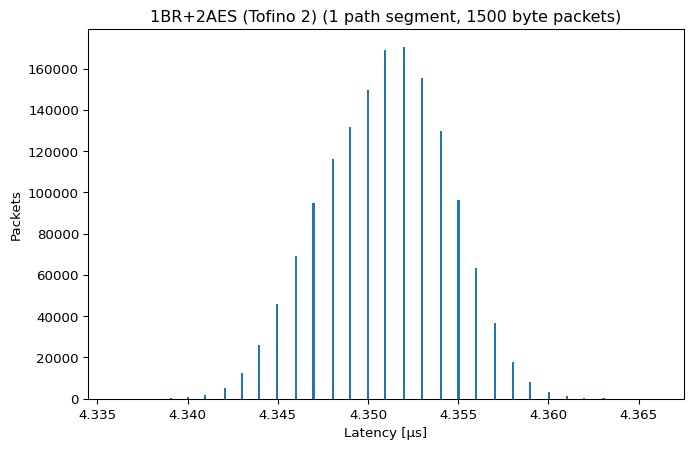 1BR+2AES (Tofino 2) (1 path segment, 1500 byte packets)
160000
140000
120000
100000
80000
60000
40000
20000
0
Packets
4.335 4.340 4.345 4.350 4.355 4.360 4.365
Latency [µs]